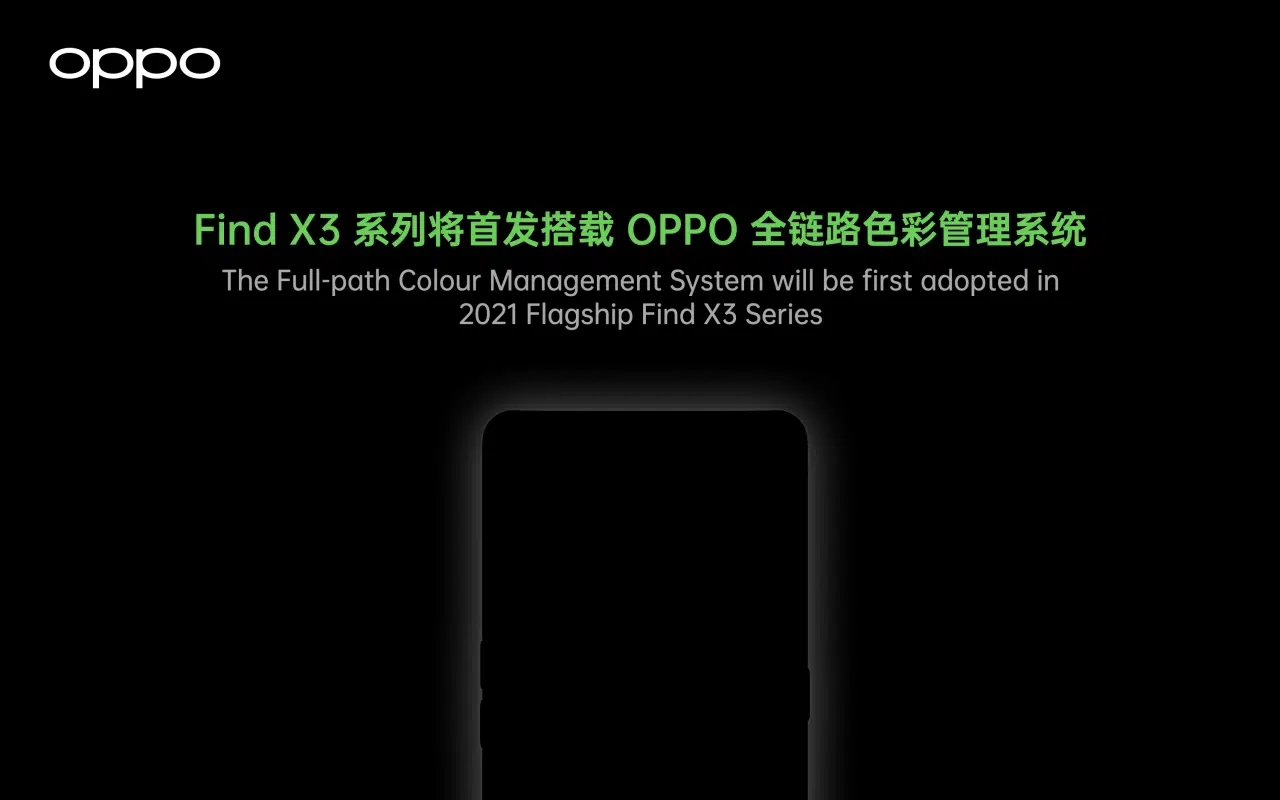 oppo
Find X3 系列将首发搭载 OPPO 全链路色彩管理系统
The Full-path Colour Management System will be first adopted in
2021 Flagship Find X3 Series